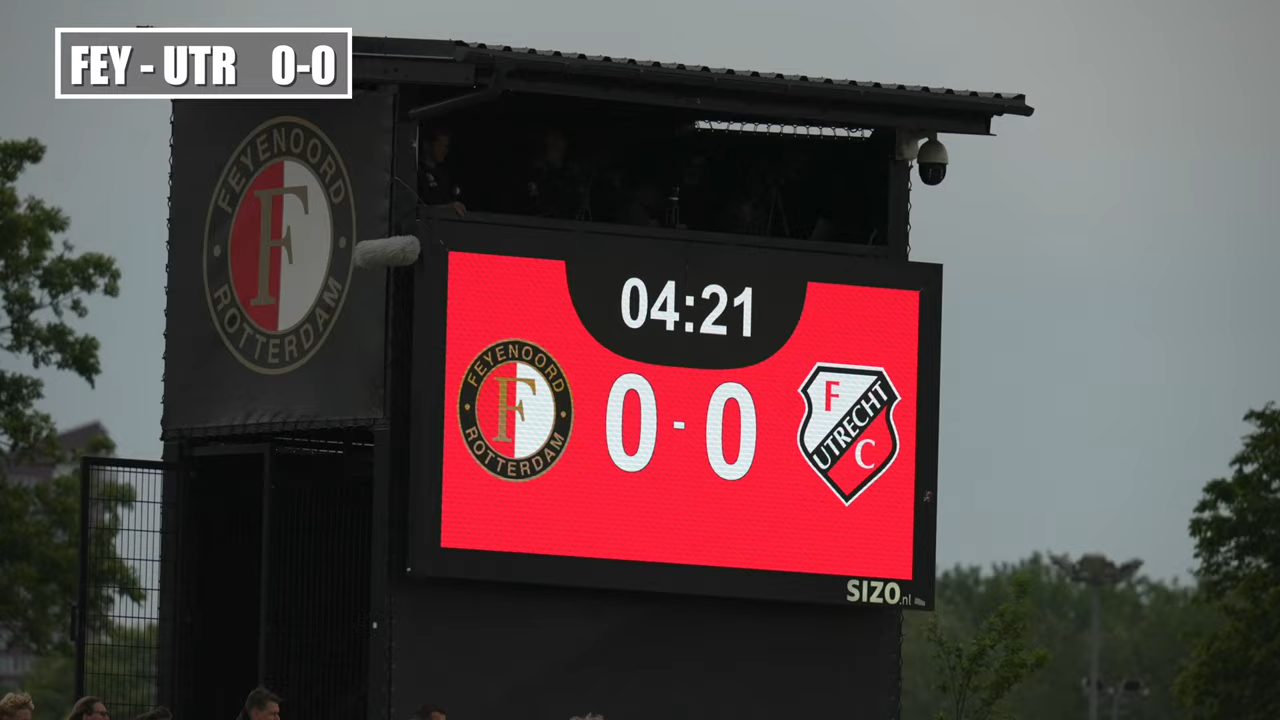 FEY - UTR 0-0
FEYENOORD
F
ROTTERDAM
04:21
FEYENOORD
F
ROTTERDAM
0 - 0
F
UTRECHT
C
SIZO.nl